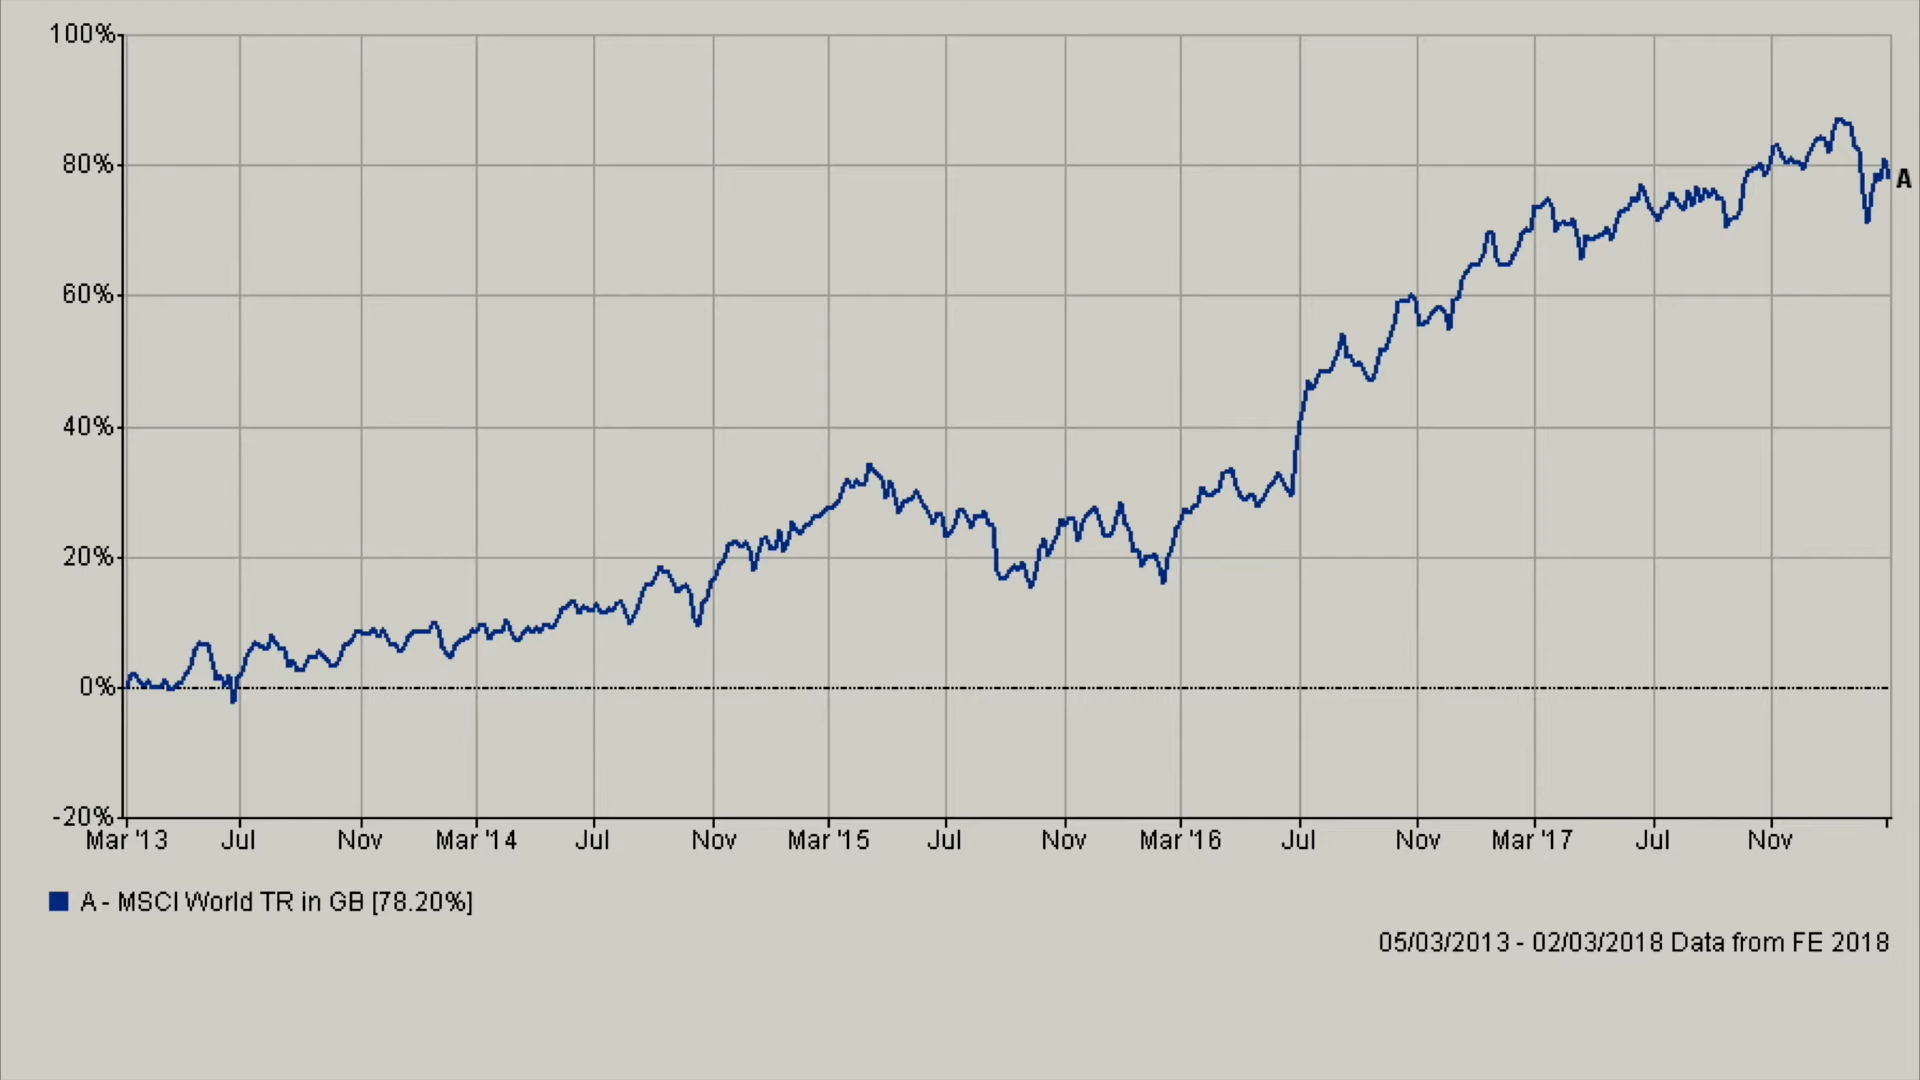 100%
80%
A
60%
40%
20%
0%
-20%
Mar '13 Jul Nov Mar '14 Jul Nov Mar '15 Jul Nov Mar '16 Jul Nov Mar '17 Jul Nov
A - MSCI World TR in GB [78.20%]
05/03/2013 - 02/03/2018 Data from FE 2018